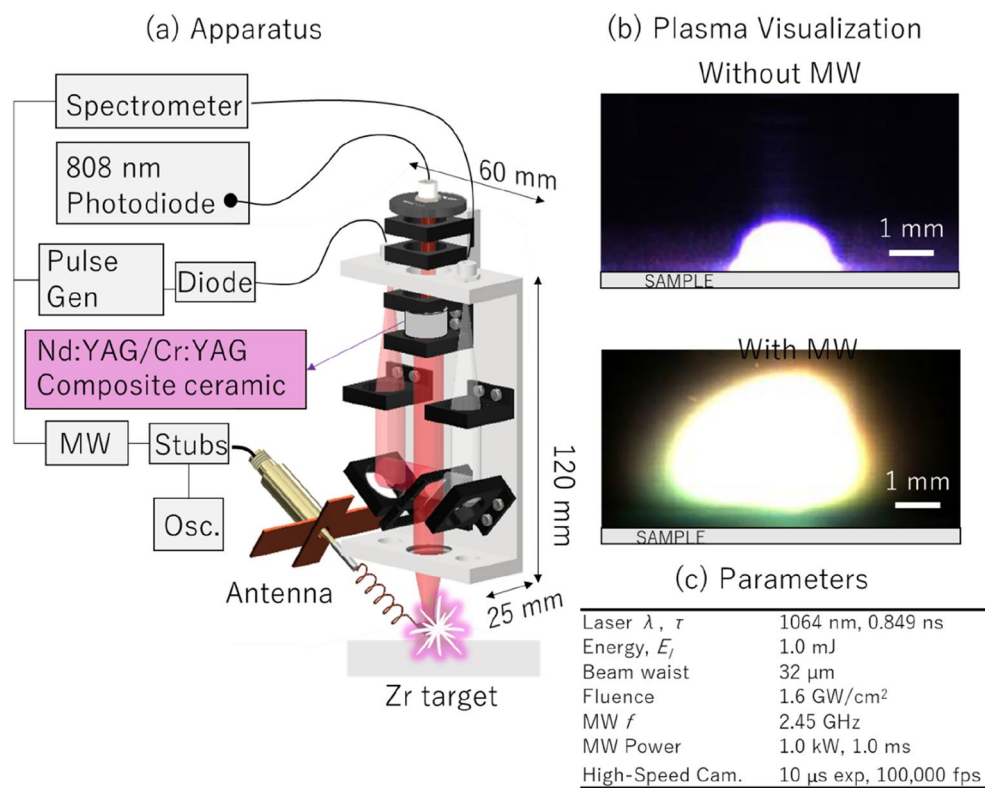 (a) Apparatus
Spectrometer
808 nm
Photodiode
60 mm
Pulse
Gen
Diode
Nd:YAG/Cr:YAG
Composite ceramic
MW
Stubs
Osc.
Antenna
120 mm
25 mm
Zr target
(b) Plasma Visualization
Without MW
1 mm
SAMPLE
With MW
1 mm
SAMPLE
(c) Parameters
Laser λ, τ 1064 nm, 0.849 ns
Energy, E_l 1.0 mJ
Beam waist 32 μm
Fluence 1.6 GW/cm²
MW f 2.45 GHz
MW Power 1.0 kW, 1.0 ms
High-Speed Cam. 10 μs exp, 100,000 fps